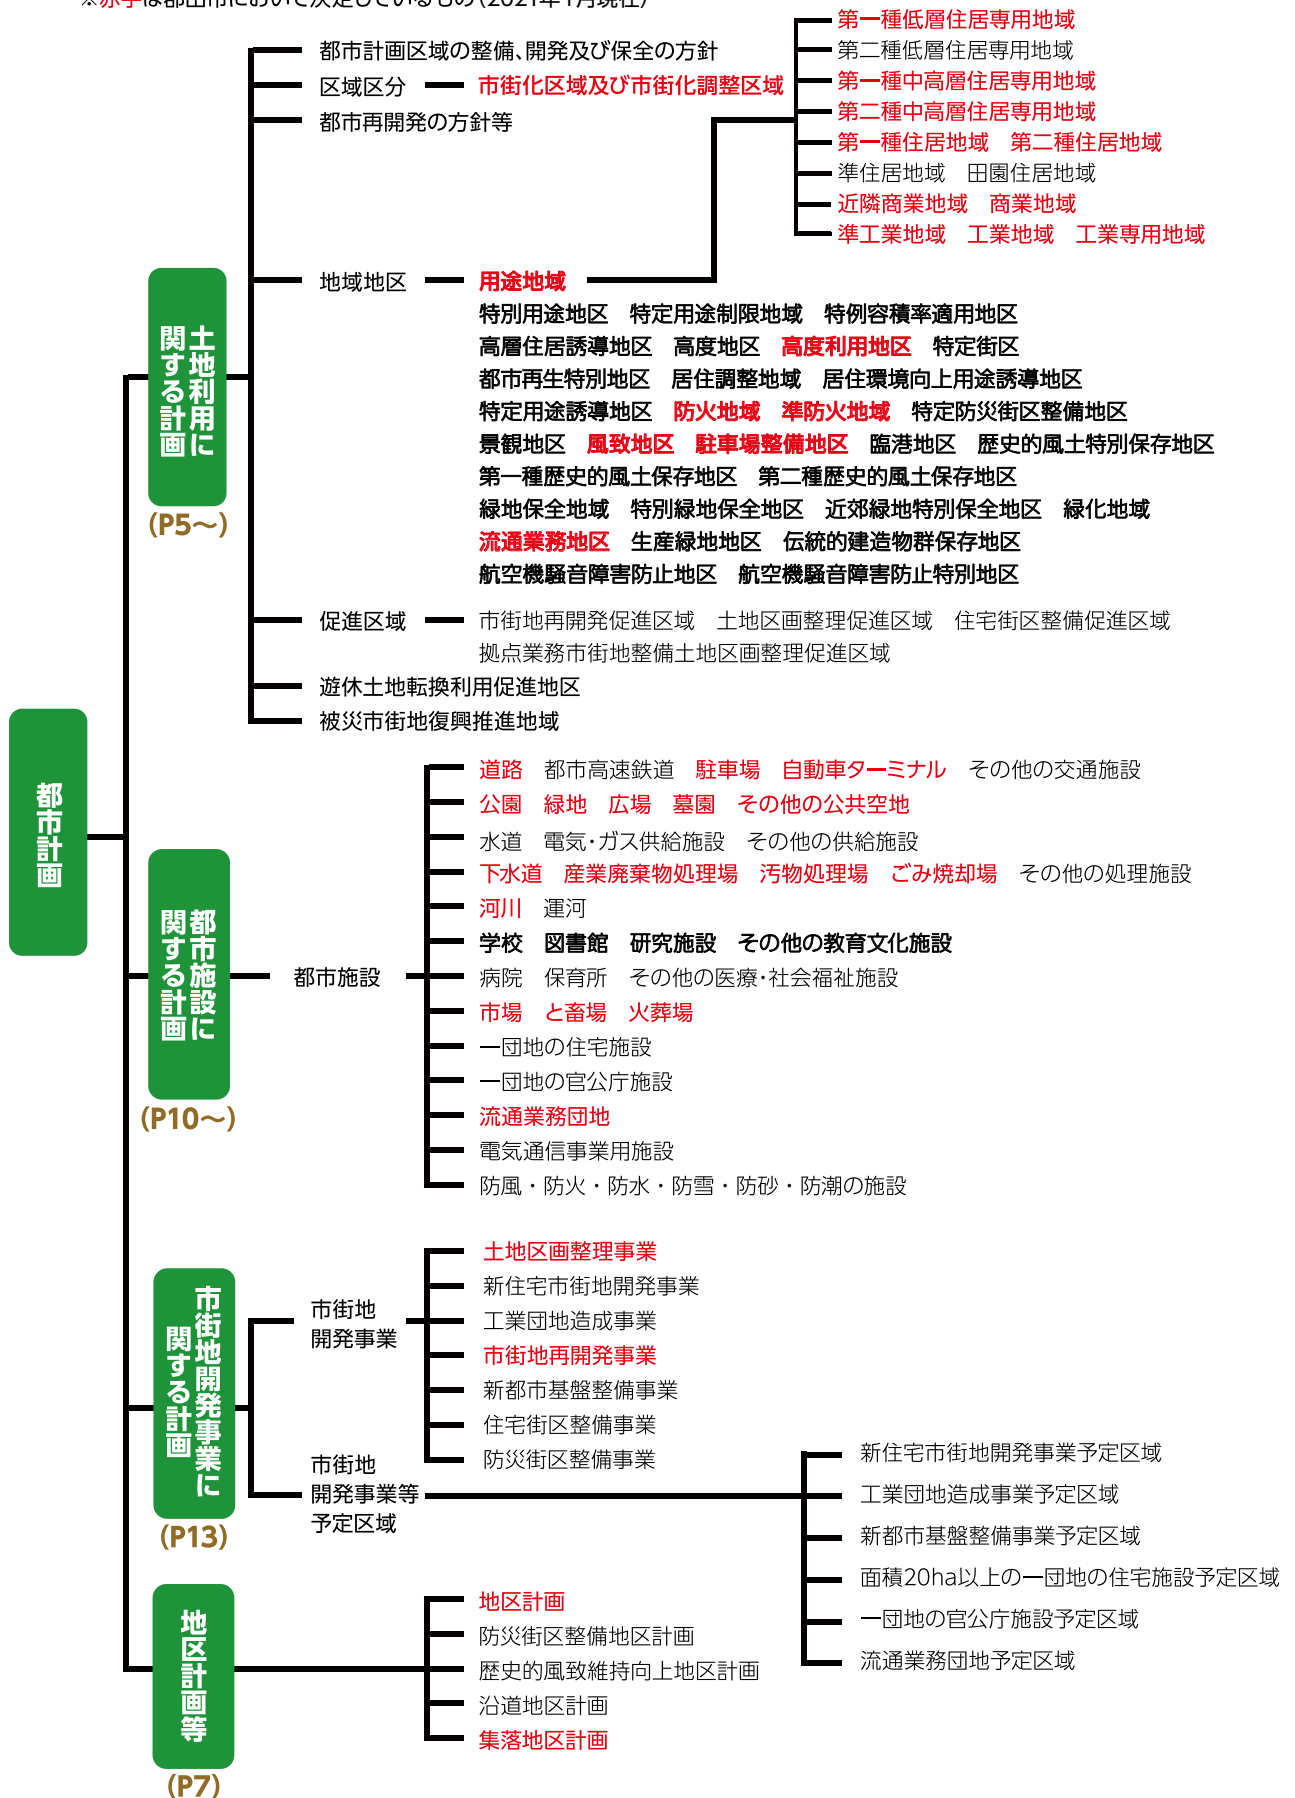 ※赤字は郡山市において決定しているもの（2021年1月現在）
都市計画
土地利用に
関する計画
（P5～）
都市計画区域の整備、開発及び保全の方針
区域区分
市街化区域及び市街化調整区域
都市再開発の方針等
地域地区
用途地域
第一種低層住居専用地域
第二種低層住居専用地域
第一種中高層住居専用地域
第二種中高層住居専用地域
第一種住居地域　第二種住居地域
準住居地域　田園住居地域
近隣商業地域　商業地域
準工業地域　工業地域　工業専用地域
特別用途地区　特定用途制限地域　特例容積率適用地区
高層住居誘導地区　高度地区　高度利用地区　特定街区
都市再生特別地区　居住調整地域　居住環境向上用途誘導地区
特定用途誘導地区　防火地域　準防火地域　特定防災街区整備地区
景観地区　風致地区　駐車場整備地区　臨港地区　歴史的風土特別保存地区
第一種歴史的風土保存地区　第二種歴史的風土保存地区
緑地保全地域　特別緑地保全地区　近郊緑地特別保全地区　緑化地域
流通業務地区　生産緑地地区　伝統的建造物群保存地区
航空機騒音障害防止地区　航空機騒音障害防止特別地区
促進区域
市街地再開発促進区域　土地区画整理促進区域　住宅街区整備促進区域
拠点業務市街地整備土地区画整理促進区域
遊休土地転換利用促進地区
被災市街地復興推進地域
都市施設に
関する計画
（P10～）
都市施設
道路　都市高速鉄道　駐車場　自動車ターミナル　その他の交通施設
公園　緑地　広場　墓園　その他の公共空地
水道　電気・ガス供給施設　その他の供給施設
下水道　産業廃棄物処理場　汚物処理場　ごみ焼却場　その他の処理施設
河川　運河
学校　図書館　研究施設　その他の教育文化施設
病院　保育所　その他の医療・社会福祉施設
市場　と畜場　火葬場
一団地の住宅施設
一団地の官公庁施設
流通業務団地
電気通信事業用施設
防風・防火・防水・防雪・防砂・防潮の施設
市街地開発事業に
関する計画
（P13）
市街地
開発事業
土地区画整理事業
新住宅市街地開発事業
工業団地造成事業
市街地再開発事業
新都市基盤整備事業
住宅街区整備事業
防災街区整備事業
市街地
開発事業等
予定区域
新住宅市街地開発事業予定区域
工業団地造成事業予定区域
新都市基盤整備事業予定区域
面積20ha以上の一団地の住宅施設予定区域
一団地の官公庁施設予定区域
流通業務団地予定区域
地区計画等
（P7）
地区計画
防災街区整備地区計画
歴史的風致維持向上地区計画
沿道地区計画
集落地区計画